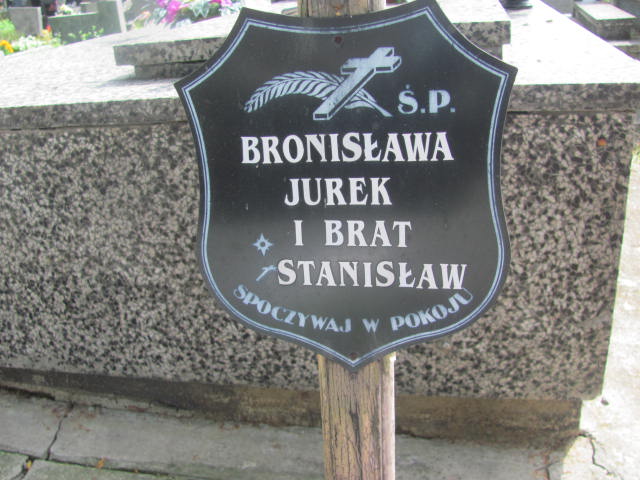 Ś.P.
BRONISŁAWA
JUREK
I BRAT
STANISŁAW
SPOCZYWAJ W POKOJU